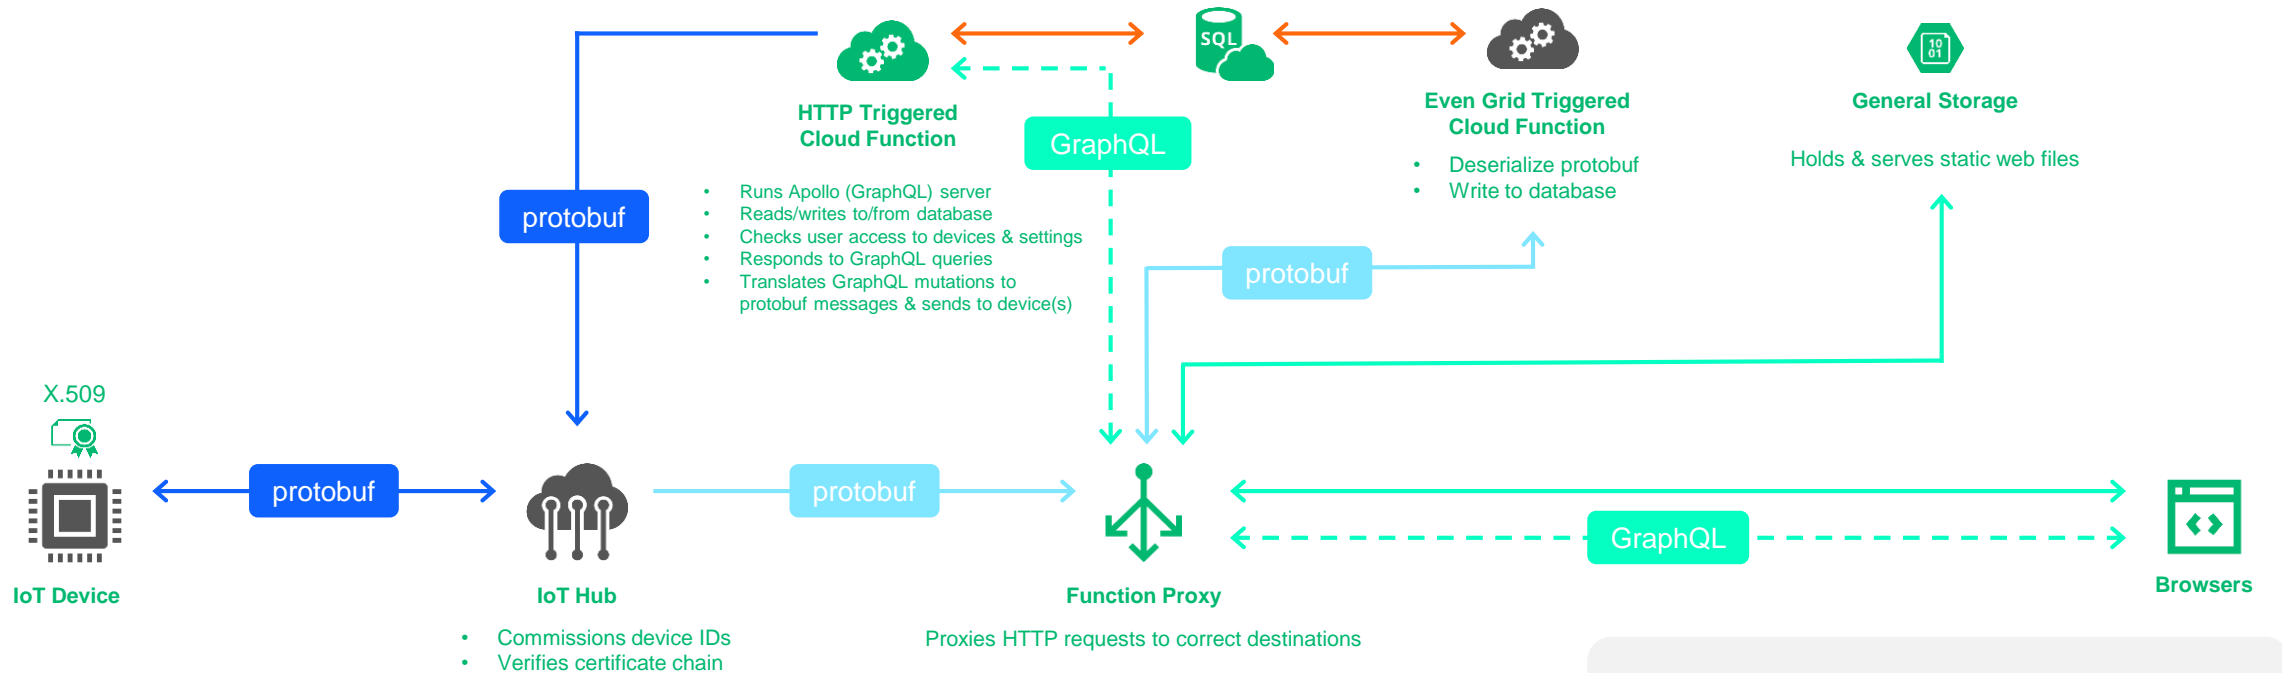 SQL
10
01
HTTP Triggered
Cloud Function
Even Grid Triggered
Cloud Function
General Storage
GraphQL
• Deserialize protobuf
• Write to database
Holds & serves static web files
protobuf
• Runs Apollo (GraphQL) server
• Reads/writes to/from database
• Checks user access to devices & settings
• Responds to GraphQL queries
• Translates GraphQL mutations to
protobuf messages & sends to device(s)
protobuf
X.509
protobuf
protobuf
GraphQL
IoT Device
IoT Hub
Function Proxy
Browsers
• Commissions device IDs
• Verifies certificate chain
Proxies HTTP requests to correct destinations